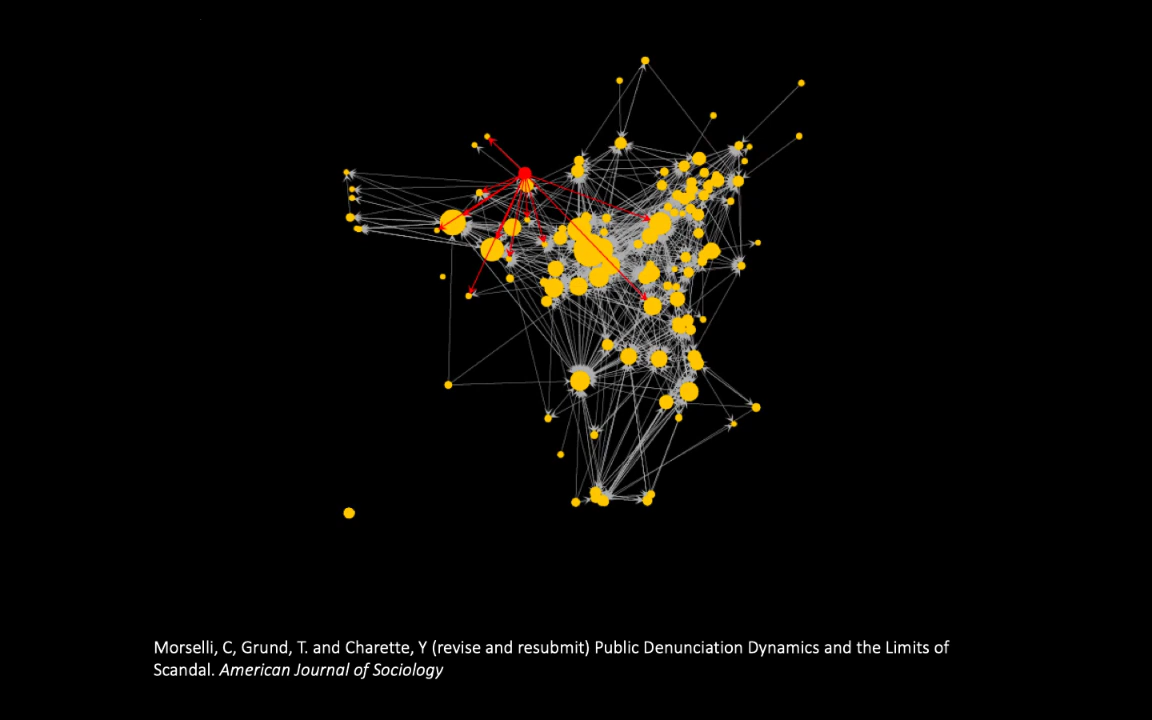 Morselli, C, Grund, T. and Charette, Y (revise and resubmit) Public Denunciation Dynamics and the Limits of
Scandal. American Journal of Sociology